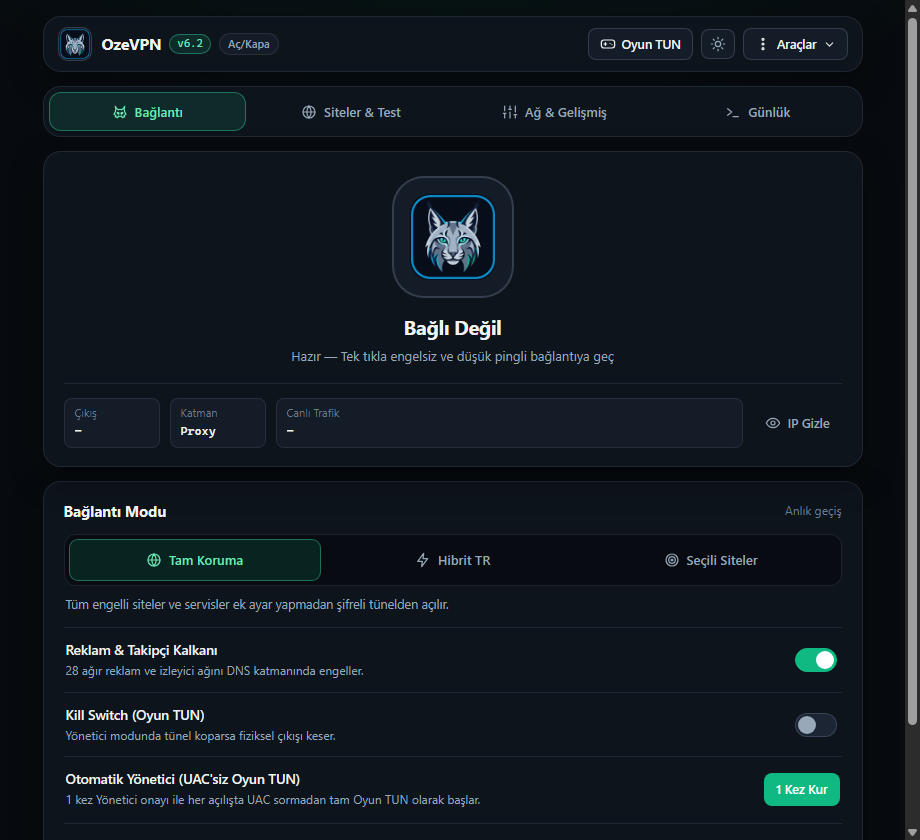 OzeVPN v6.2 Aç/Kapa Oyun TUN Araçlar
Bağlantı Siteler & Test Ağ & Gelişmiş Günlük
Bağlı Değil
Hazır — Tek tıkla engelsiz ve düşük pingli bağlantıya geç
Çıkış Katman Canlı Trafik
– Proxy –
IP Gizle
Bağlantı Modu Anlık geçiş
Tam Koruma Hibrit TR Seçili Siteler
Tüm engelli siteler ve servisler ek ayar yapmadan şifreli tünelden açılır.
Reklam & Takipçi Kalkanı
28 ağır reklam ve izleyici ağını DNS katmanında engeller.
Kill Switch (Oyun TUN)
Yönetici modunda tünel koparsa fiziksel çıkışı keser.
Otomatik Yönetici (UAC'siz Oyun TUN)
1 kez Yönetici onayı ile her açılışta UAC sormadan tam Oyun TUN olarak başlar.
1 Kez Kur